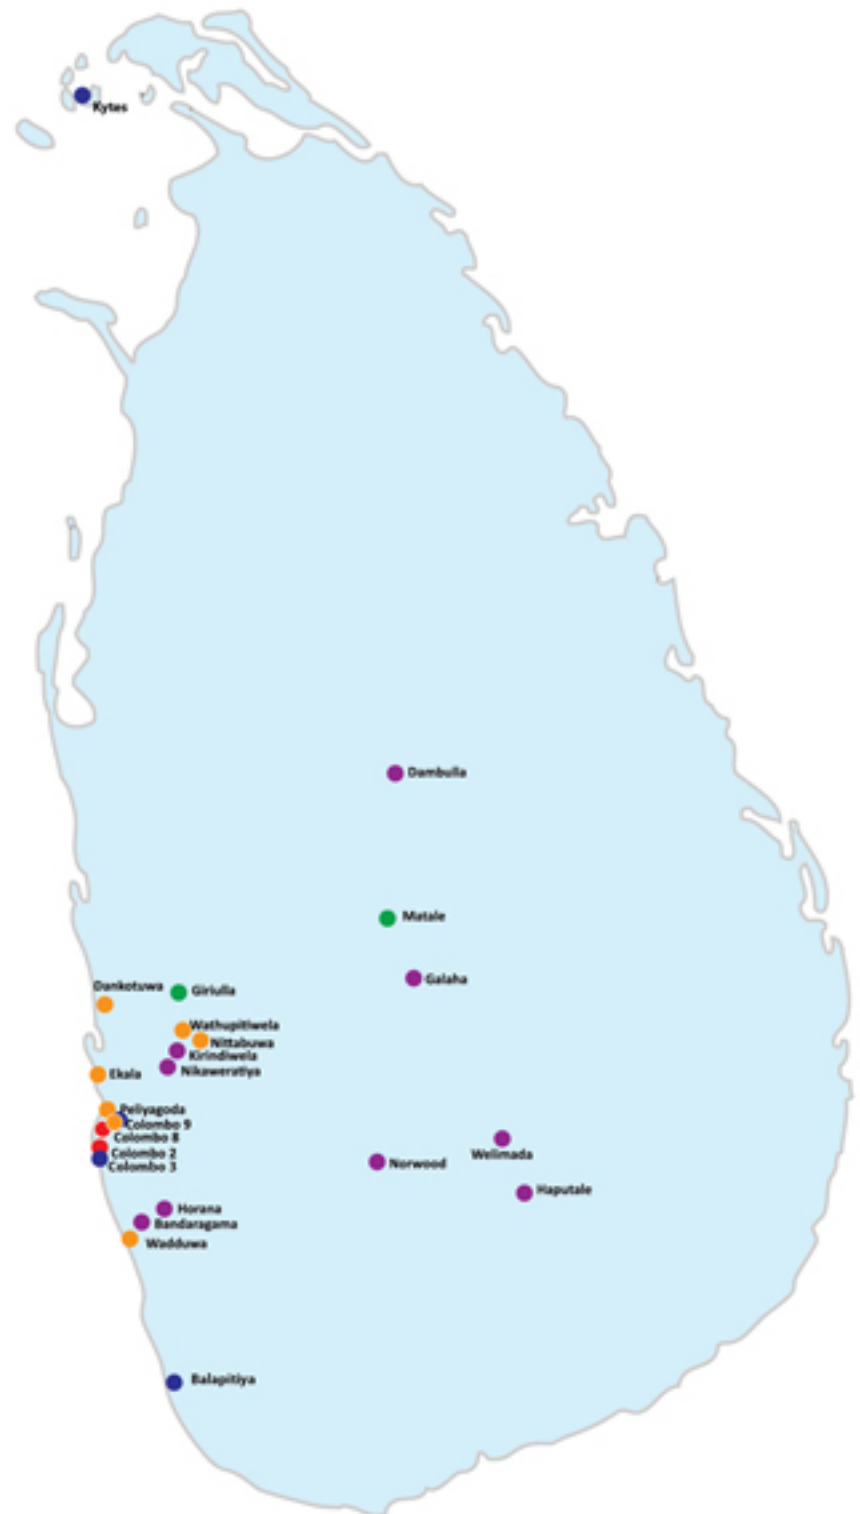 Kytes
Dambulla
Matale
Galaha
Dankotuwa
Giriulla
Wathupitiwela
Nittabuwa
Kirindiwela
Nikaweratiya
Ekala
Peliyagoda
Colombo 9
Colombo 8
Colombo 2
Colombo 3
Welimada
Norwood
Haputale
Horana
Bandaragama
Wadduwa
Balapitiya